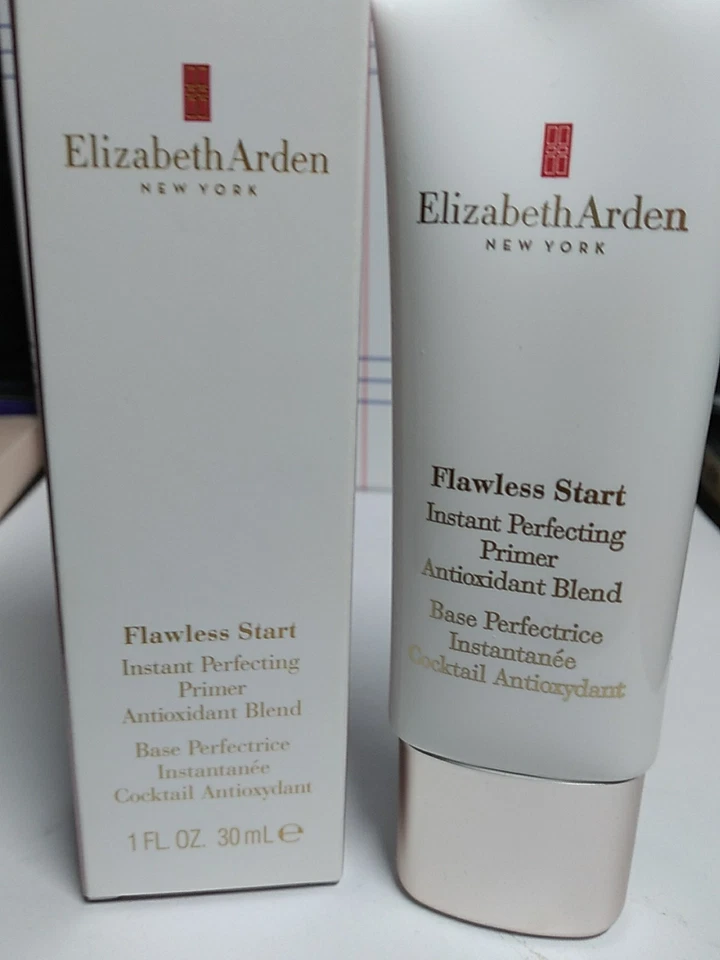 Elizabeth Arden
NEW YORK
Flawless Start
Instant Perfecting
Primer
Antioxidant Blend
Base Perfectrice
Instantanée
Cocktail Antioxydant
1 FL. OZ. 30 mL e
Elizabeth Arden
NEW YORK
Flawless Start
Instant Perfecting
Primer
Antioxidant Blend
Base Perfectrice
Instantanée
Cocktail Antioxydant